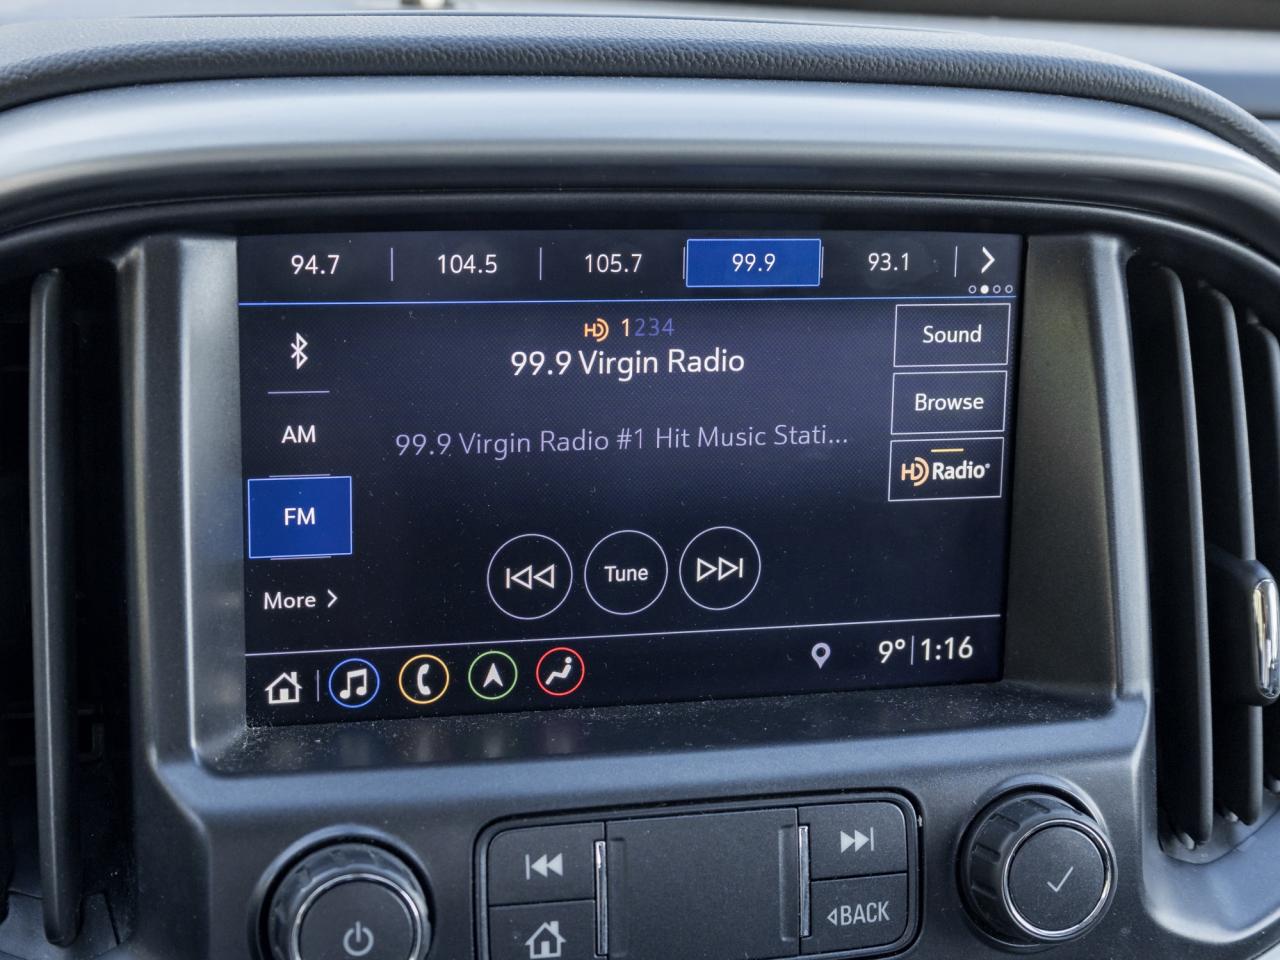 94.7 104.5 105.7 99.9 93.1
HD 1234
99.9 Virgin Radio
99.9 Virgin Radio #1 Hit Music Stati...
AM
FM
More
Sound
Browse
HD Radio
Tune
9° 1:16
BACK